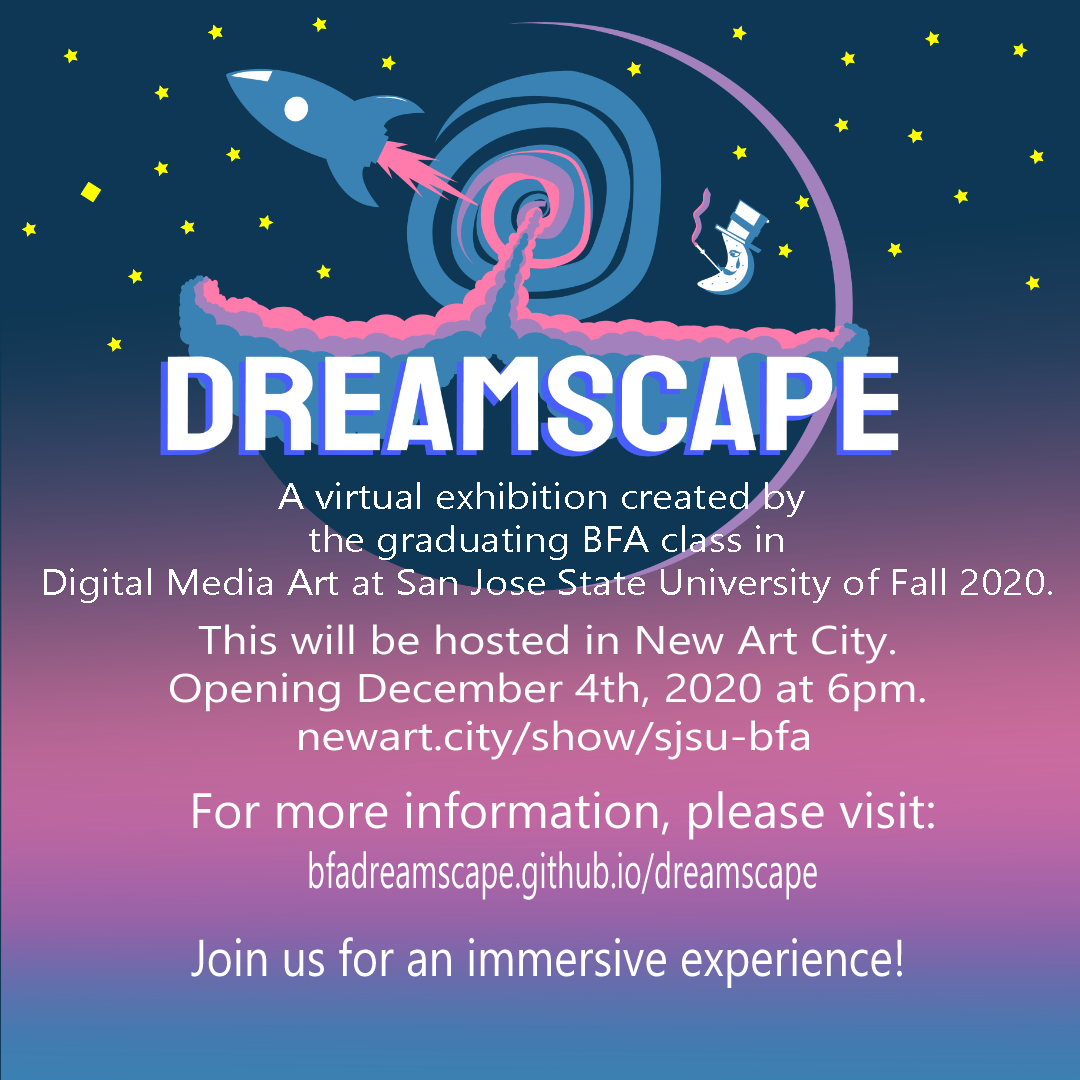 DREAMSCAPE
A virtual exhibition created by
the graduating BFA class in
Digital Media Art at San Jose State University of Fall 2020.
This will be hosted in New Art City.
Opening December 4th, 2020 at 6pm.
newart.city/show/sjsu-bfa
For more information, please visit:
bfadreamscape.github.io/dreamscape
Join us for an immersive experience!